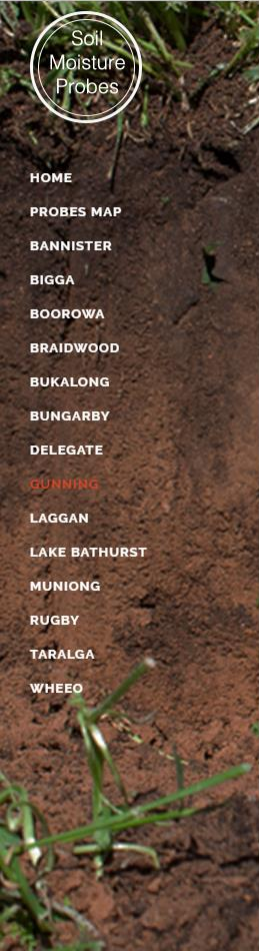 Soil
Moisture
Probes
HOME
PROBES MAP
BANNISTER
BIGGA
BOOROWA
BRAIDWOOD
BUKALONG
BUNGARBY
DELEGATE
GUNNING
LAGGAN
LAKE BATHURST
MUNIONG
RUGBY
TARALGA
WHEEO